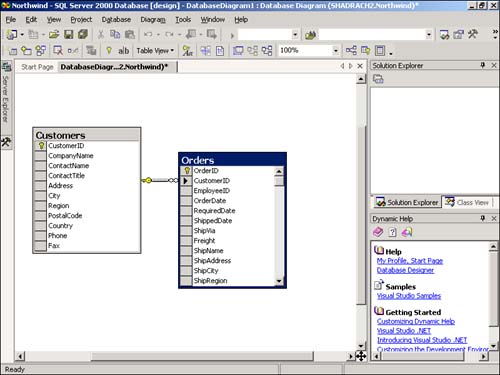 Northwind - SQL Server 2000 Database [design] - DatabaseDiagram1 : Database Diagram (SHADRACH2.Northwind)*
File Edit View Project Database Diagram Tools Window Help
Table View 100%
Server Explorer
Start Page DatabaseDiagr...2.Northwind)*
Customers
CustomerID
CompanyName
ContactName
ContactTitle
Address
City
Region
PostalCode
Country
Phone
Fax
Orders
OrderID
CustomerID
EmployeeID
OrderDate
RequiredDate
ShippedDate
ShipVia
Freight
ShipName
ShipAddress
ShipCity
ShipRegion
Solution Explorer
Solution Explorer Class View
Dynamic Help
Help
My Profile, Start Page
Database Designer
Samples
Visual Studio Samples
Getting Started
Customizing Dynamic Help
Visual Studio .NET
Introducing Visual Studio .NET
Customizing the Development Environ
Ready